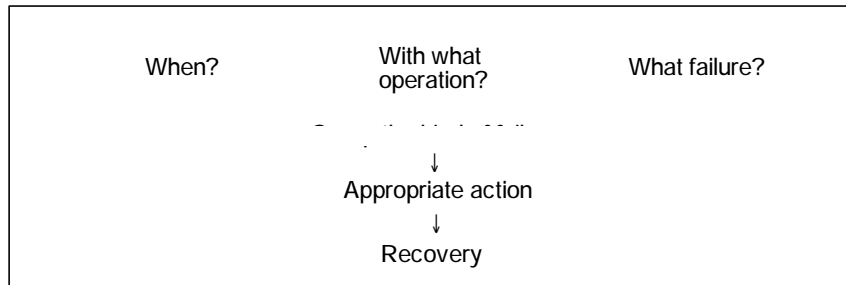 When?
With what
operation?
What failure?
↓
Appropriate action
↓
Recovery